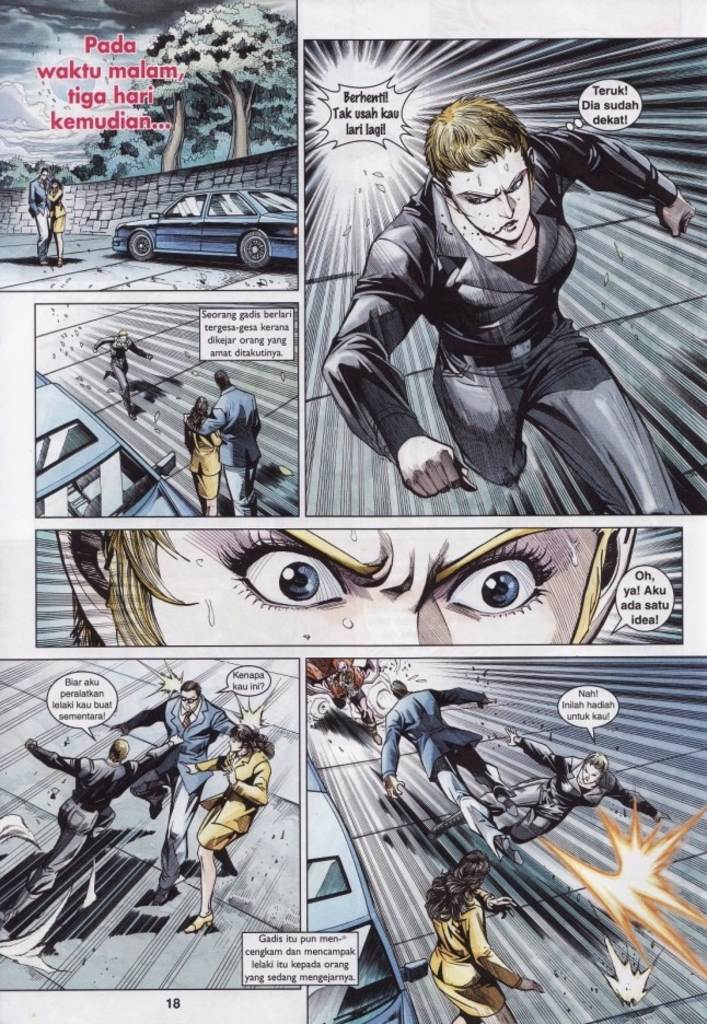 Pada
waktu malam,
tiga hari
kemudian...
Berhenti!
Tak usah kau
lari lagi!
Teruk!
Dia sudah
dekat!
Seorang gadis berlari
tergesa-gesa kerana
dikejar orang yang
amat ditakutinya.
Oh,
ya! Aku
ada satu
idea!
Biar aku
peralatkan
lelaki kau buat
sementara!
Kenapa
kau ini?
Nah!
Inilah hadiah
untuk kau!
Gadis itu pun men-
cengkam dan mencampak
lelaki itu kepada orang
yang sedang mengejarnya.
18